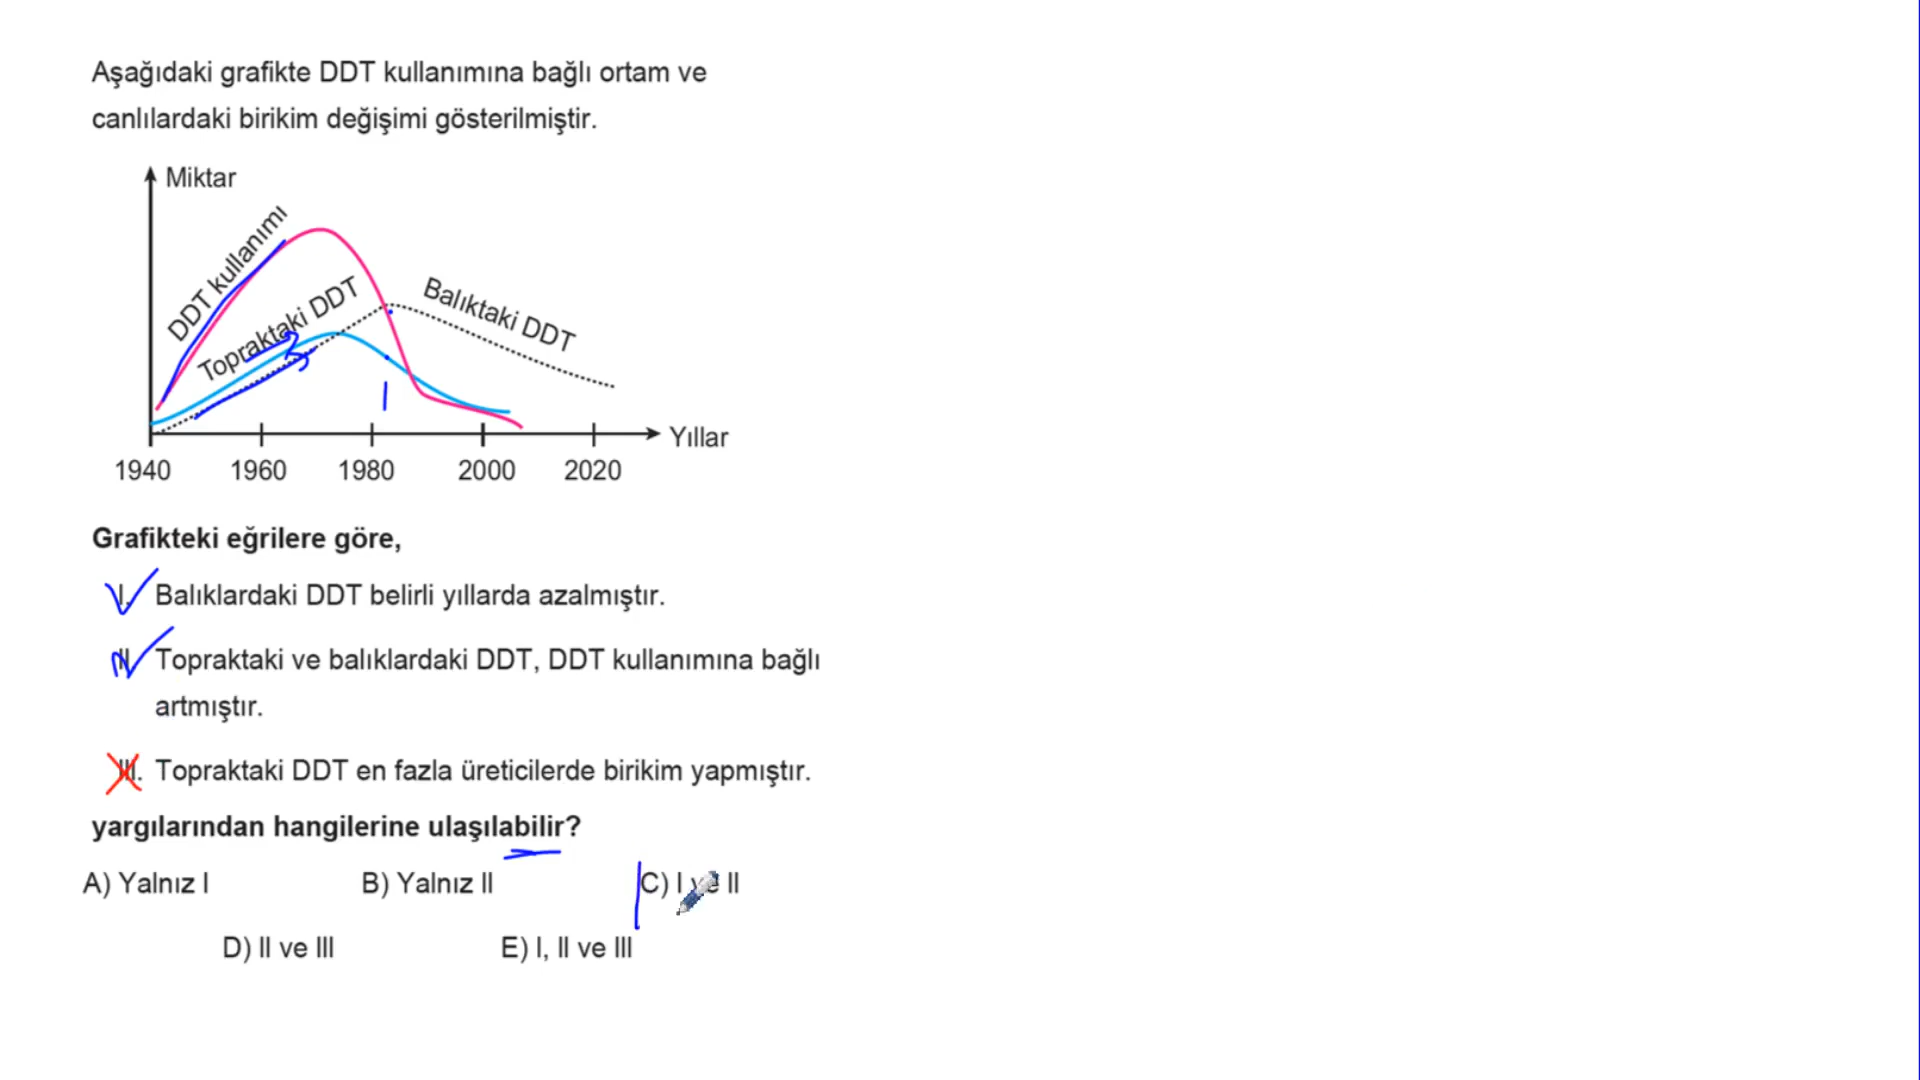 Aşağıdaki grafikte DDT kullanımına bağlı ortam ve
canlılardaki birikim değişimi gösterilmiştir.
Miktar
DDT kullanımı
Topraktaki DDT
Balıktaki DDT
Yıllar
1940 1960 1980 2000 2020
Grafikteki eğrilere göre,
I. Balıklardaki DDT belirli yıllarda azalmıştır.
II. Topraktaki ve balıklardaki DDT, DDT kullanımına bağlı
artmıştır.
III. Topraktaki DDT en fazla üreticilerde birikim yapmıştır.
yargılarından hangilerine ulaşılabilir?
A) Yalnız I B) Yalnız II C) I ve II
D) II ve III E) I, II ve III